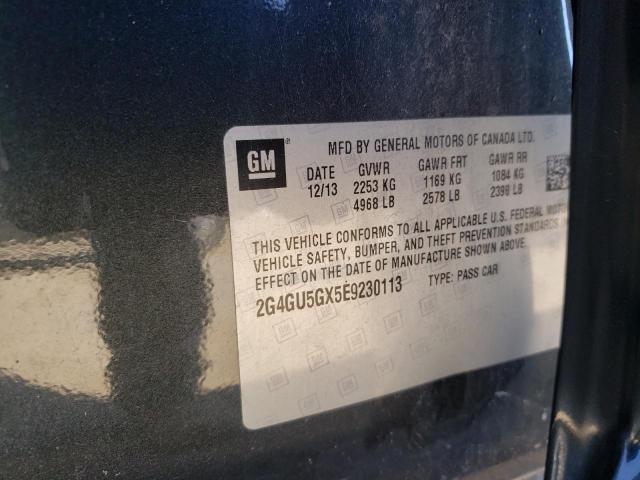 GM
MFD BY GENERAL MOTORS OF CANADA LTD.
DATE GVWR GAWR FRT GAWR RR
12/13 2253 KG 1169 KG 1084 KG
4968 LB 2578 LB 2398 LB
THIS VEHICLE CONFORMS TO ALL APPLICABLE U.S. FEDERAL
VEHICLE SAFETY, BUMPER, AND THEFT PREVENTION STANDARDS
EFFECT ON THE DATE OF MANUFACTURE SHOWN ABOVE.
2G4GU5GX5E9230113 TYPE: PASS CAR